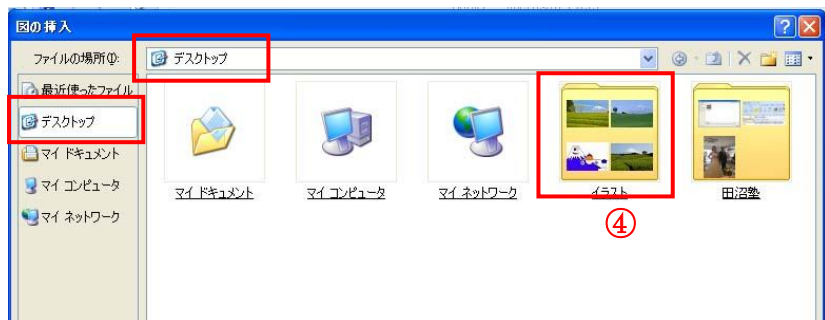 図の挿入
ファイルの場所(I):
デスクトップ
最近使ったファイル
デスクトップ
マイ ドキュメント
マイ コンピュータ
マイ ネットワーク
マイ ドキュメント
マイ コンピュータ
マイ ネットワーク
イラスト
田沼塾
④